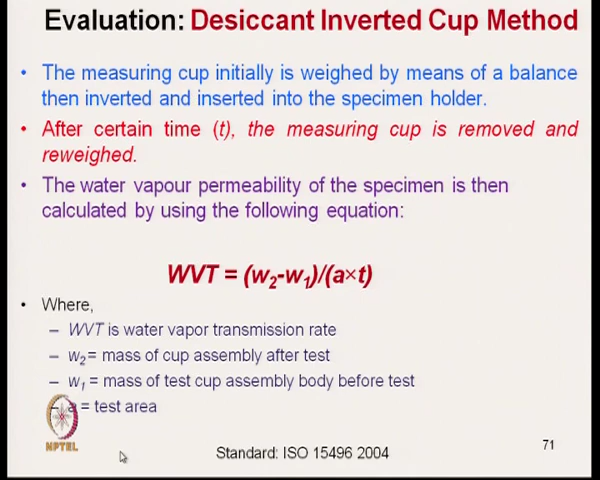 Evaluation: Desiccant Inverted Cup Method
• The measuring cup initially is weighed by means of a balance
then inverted and inserted into the specimen holder.
• After certain time (t), the measuring cup is removed and
reweighed.
• The water vapour permeability of the specimen is then
calculated by using the following equation:
WVT = (w₂-w₁)/(a×t)
• Where,
– WVT is water vapor transmission rate
– w₂= mass of cup assembly after test
– w₁ = mass of test cup assembly body before test
– a = test area
NPTEL
Standard: ISO 15496 2004
71